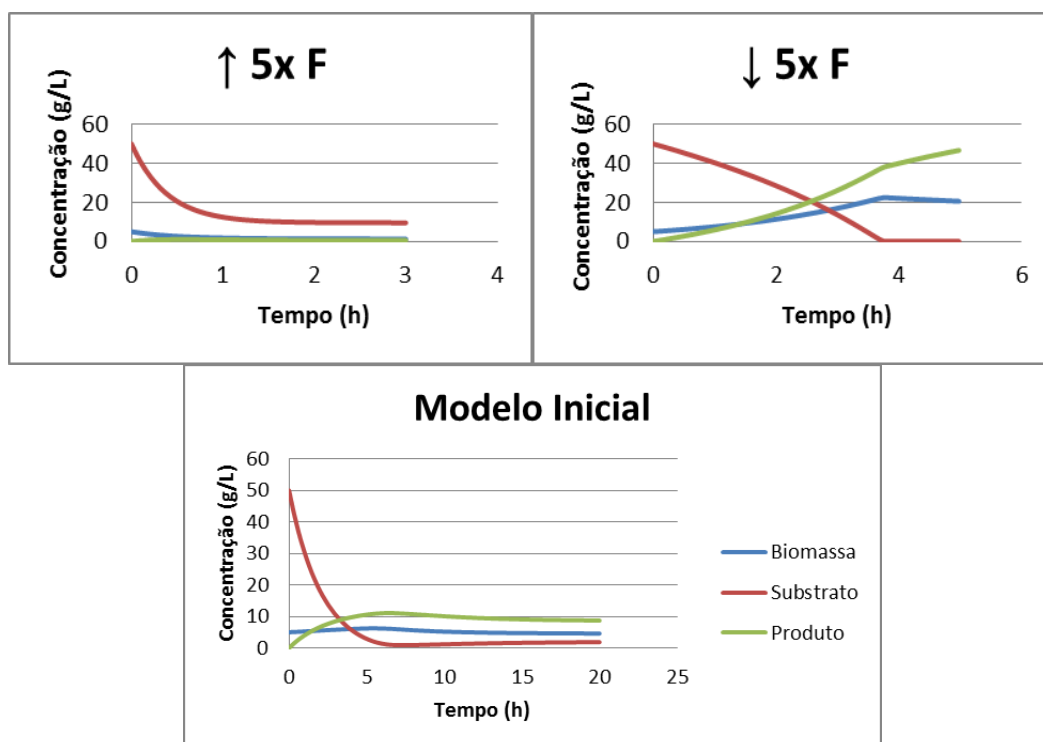 ↑ 5x F
Concentração (g/L)
60
40
20
0
0 1 2 3 4
Tempo (h)
↓ 5x F
Concentração (g/L)
60
40
20
0
0 2 4 6
Tempo (h)
Modelo Inicial
Concentração (g/L)
60
50
40
30
20
10
0
0 5 10 15 20 25
Tempo (h)
Biomassa
Substrato
Produto